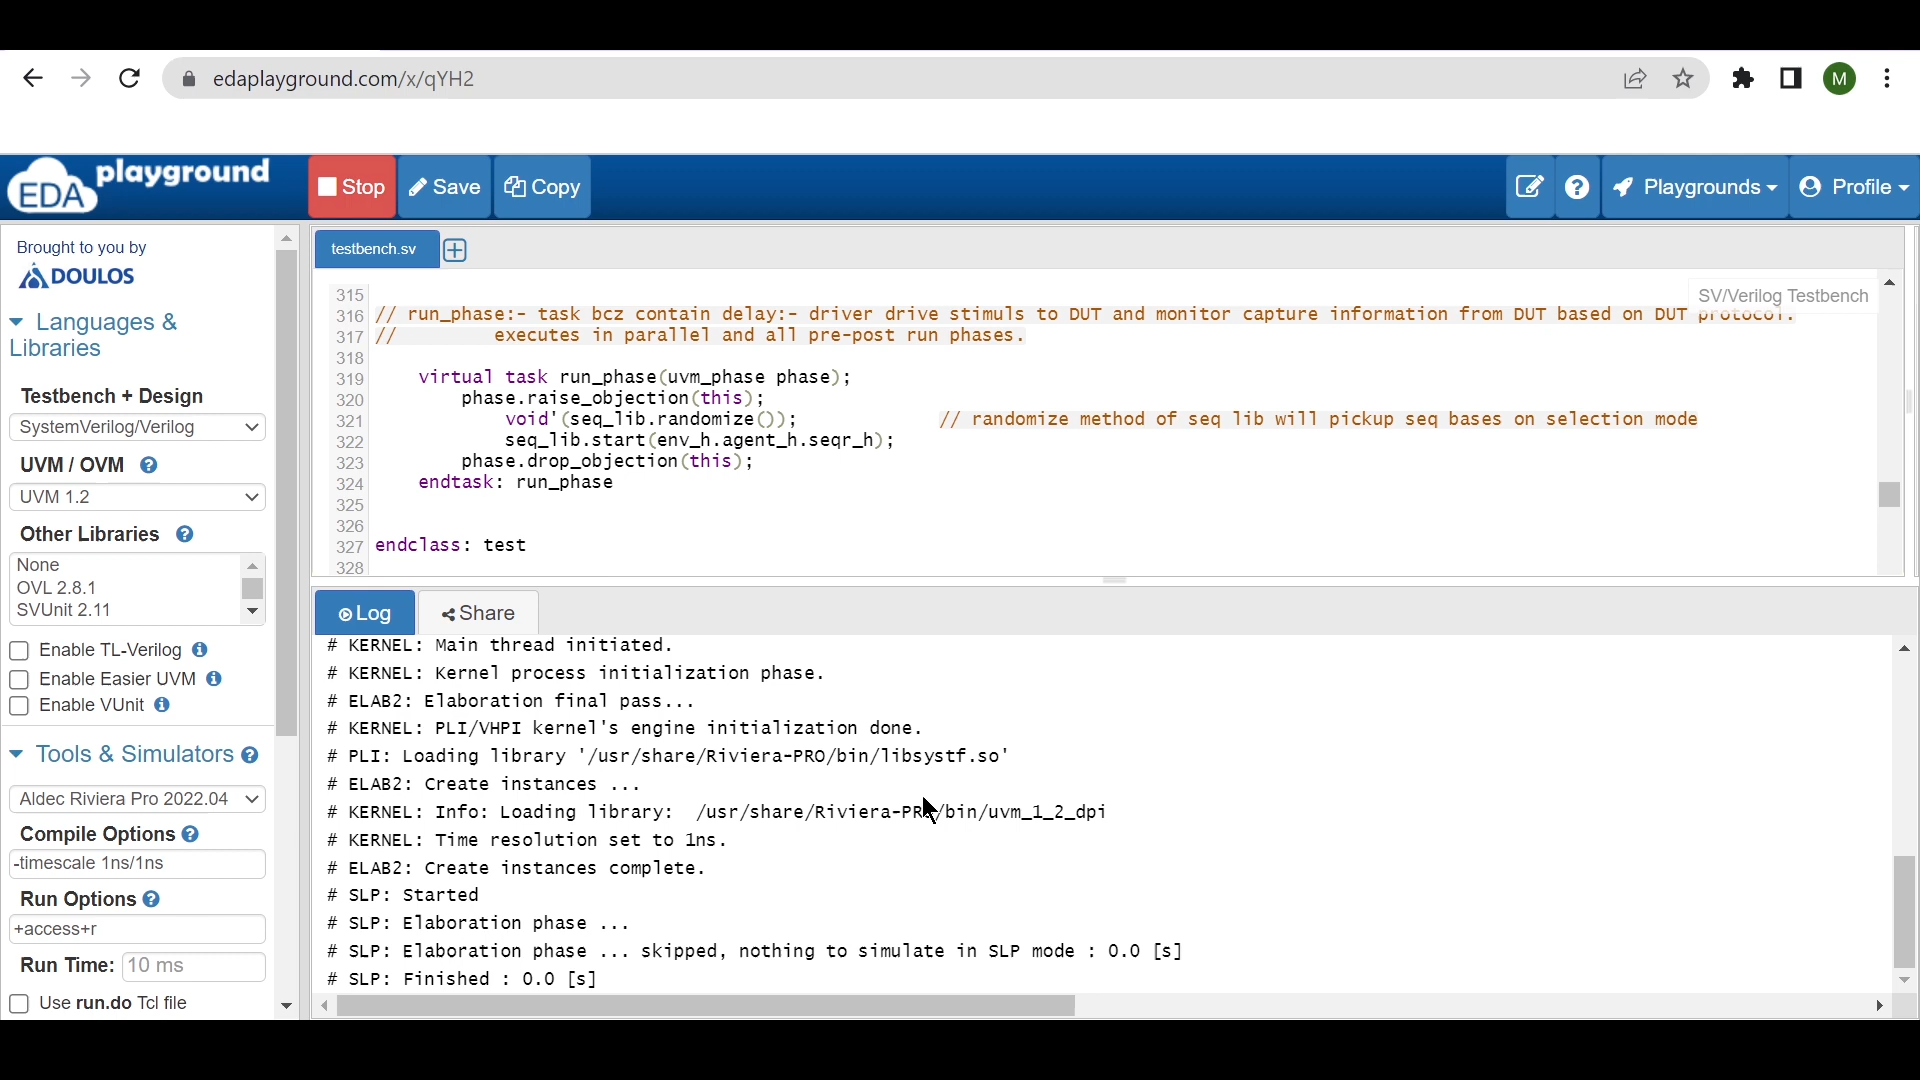 edaplayground.com/x/qYH2
M
EDA playground
Stop
Save
Copy
Playgrounds
Profile
Brought to you by
DOULOS
Languages &
Libraries
Testbench + Design
SystemVerilog/Verilog
UVM / OVM
UVM 1.2
Other Libraries
None
OVL 2.8.1
SVUnit 2.11
Enable TL-Verilog
Enable Easier UVM
Enable VUnit
Tools & Simulators
Aldec Riviera Pro 2022.04
Compile Options
-timescale 1ns/1ns
Run Options
+access+r
Run Time: 10 ms
Use run.do Tcl file
testbench.sv
SV/Verilog Testbench
315
316 // run_phase:- task bcz contain delay:- driver drive stimuls to DUT and monitor capture information from DUT based on DUT protocol.
317 // executes in parallel and all pre-post run phases.
318
319 virtual task run_phase(uvm_phase phase);
320 phase.raise_objection(this);
321 void'(seq_lib.randomize()); // randomize method of seq lib will pickup seq bases on selection mode
322 seq_lib.start(env_h.agent_h.seqr_h);
323 phase.drop_objection(this);
324 endtask: run_phase
325
326
327 endclass: test
328
Log
Share
# KERNEL: Main thread initiated.
# KERNEL: Kernel process initialization phase.
# ELAB2: Elaboration final pass...
# KERNEL: PLI/VHPI kernel's engine initialization done.
# PLI: Loading library '/usr/share/Riviera-PRO/bin/libsystf.so'
# ELAB2: Create instances ...
# KERNEL: Info: Loading library: /usr/share/Riviera-PRO/bin/uvm_1_2_dpi
# KERNEL: Time resolution set to 1ns.
# ELAB2: Create instances complete.
# SLP: Started
# SLP: Elaboration phase ...
# SLP: Elaboration phase ... skipped, nothing to simulate in SLP mode : 0.0 [s]
# SLP: Finished : 0.0 [s]